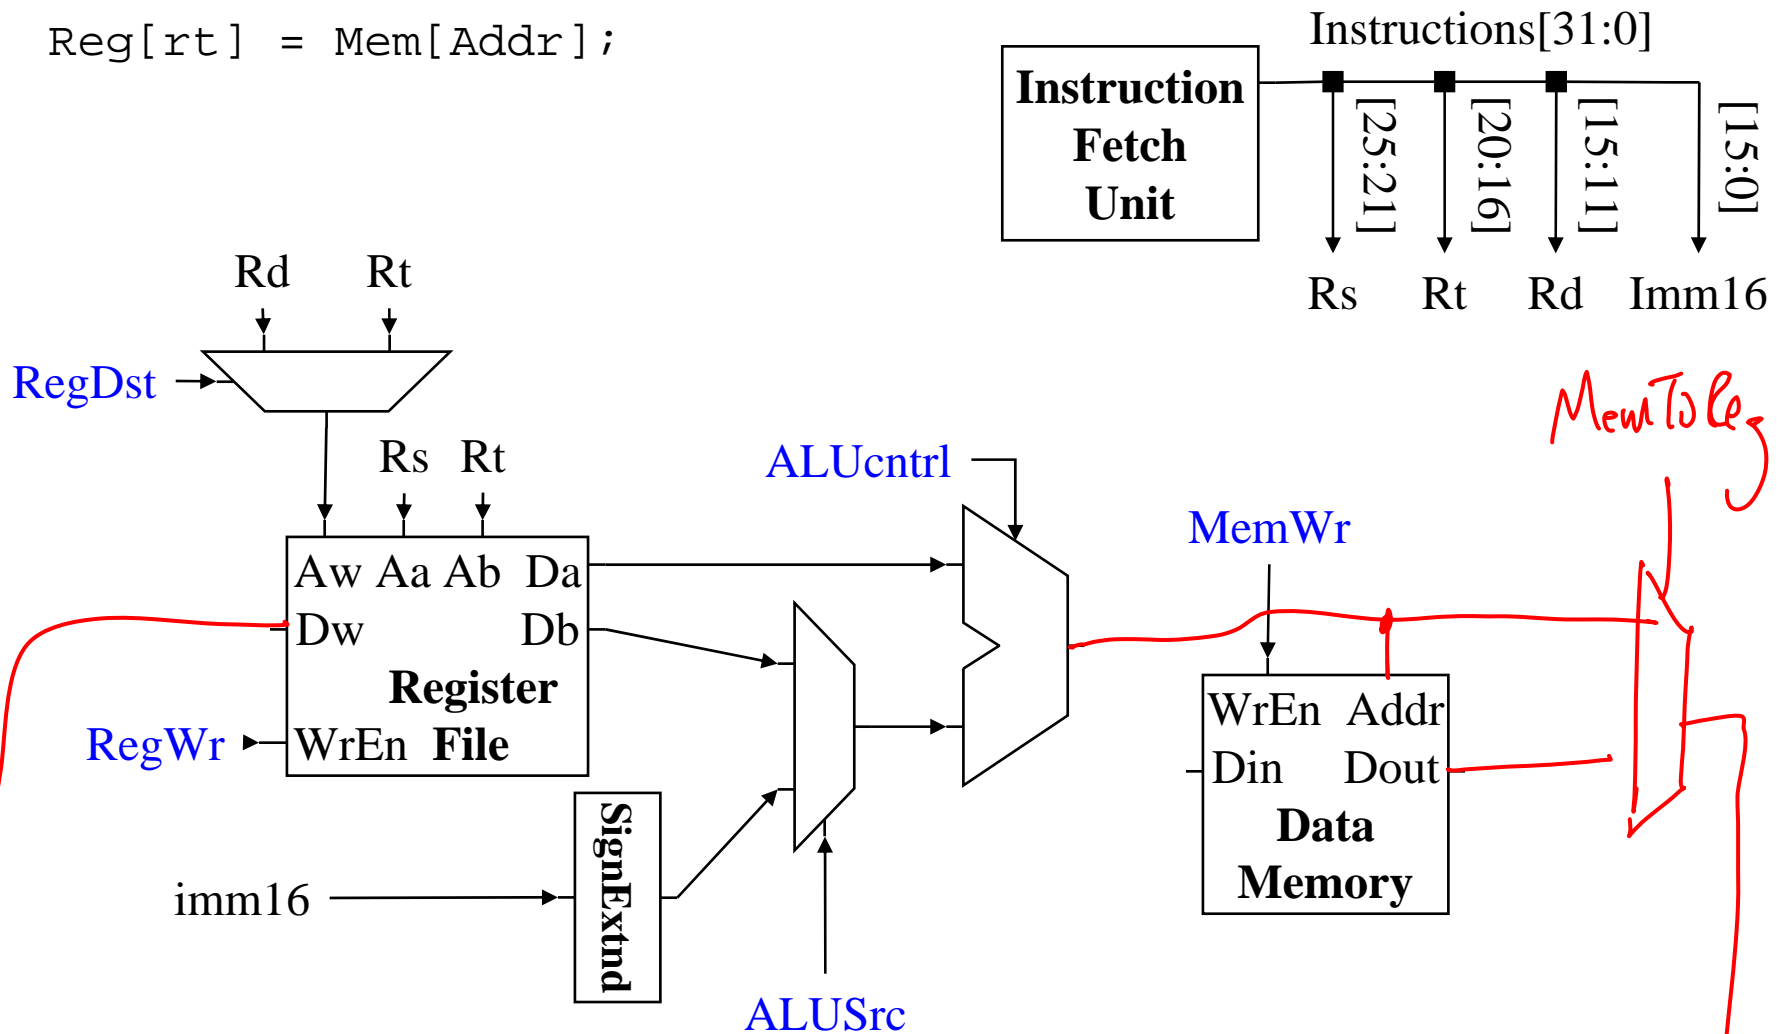 Reg[rt] = Mem[Addr];
Instructions[31:0]
Instruction
Fetch
Unit
[25:21]
[20:16]
[15:11]
[15:0]
Rs Rt Rd Imm16
Rd Rt
RegDst
MemToReg
Rs Rt
ALUcntrl
MemWr
Aw Aa Ab Da
Dw Db
Register
File
RegWr
WrEn
WrEn Addr
Din Dout
Data
Memory
SignExtnd
imm16
ALUSrc